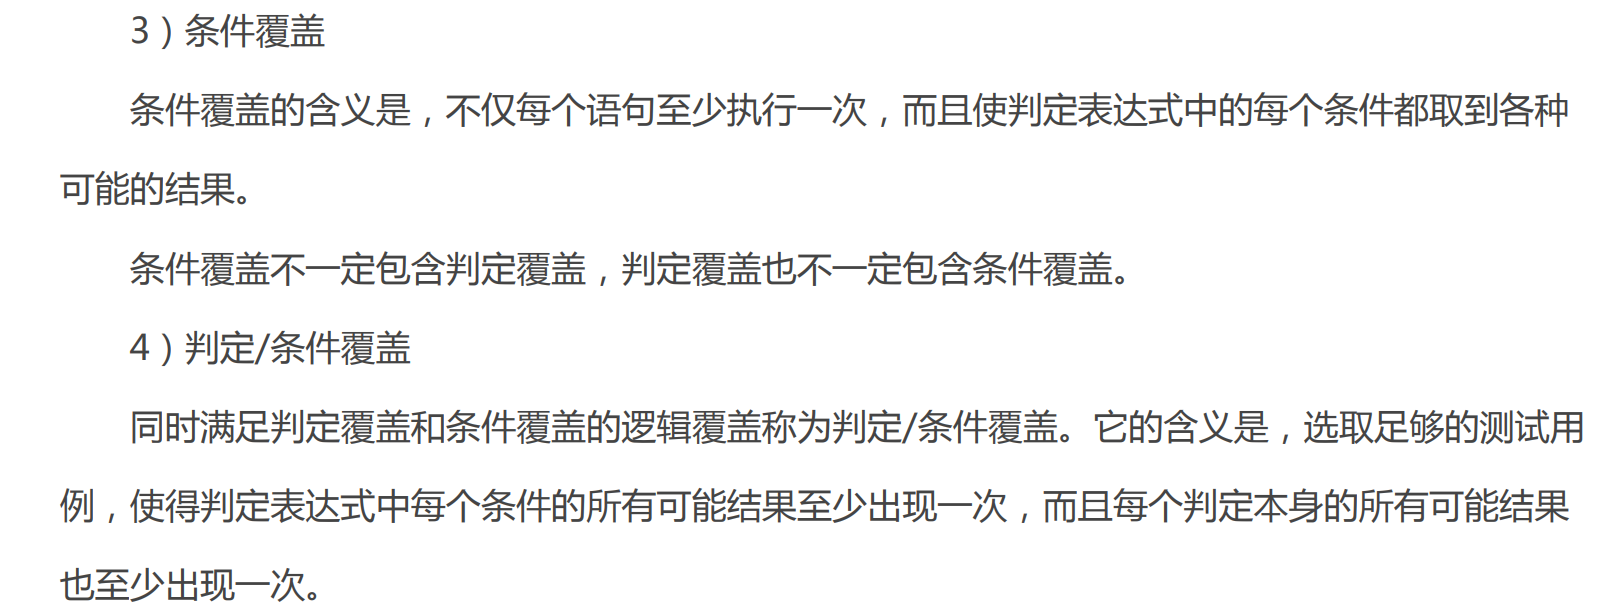 3）条件覆盖
条件覆盖的含义是，不仅每个语句至少执行一次，而且使判定表达式中的每个条件都取到各种
可能的结果。
条件覆盖不一定包含判定覆盖，判定覆盖也不一定包含条件覆盖。
4）判定/条件覆盖
同时满足判定覆盖和条件覆盖的逻辑覆盖称为判定/条件覆盖。它的含义是，选取足够的测试用
例，使得判定表达式中每个条件的所有可能结果至少出现一次，而且每个判定本身的所有可能结果
也至少出现一次。